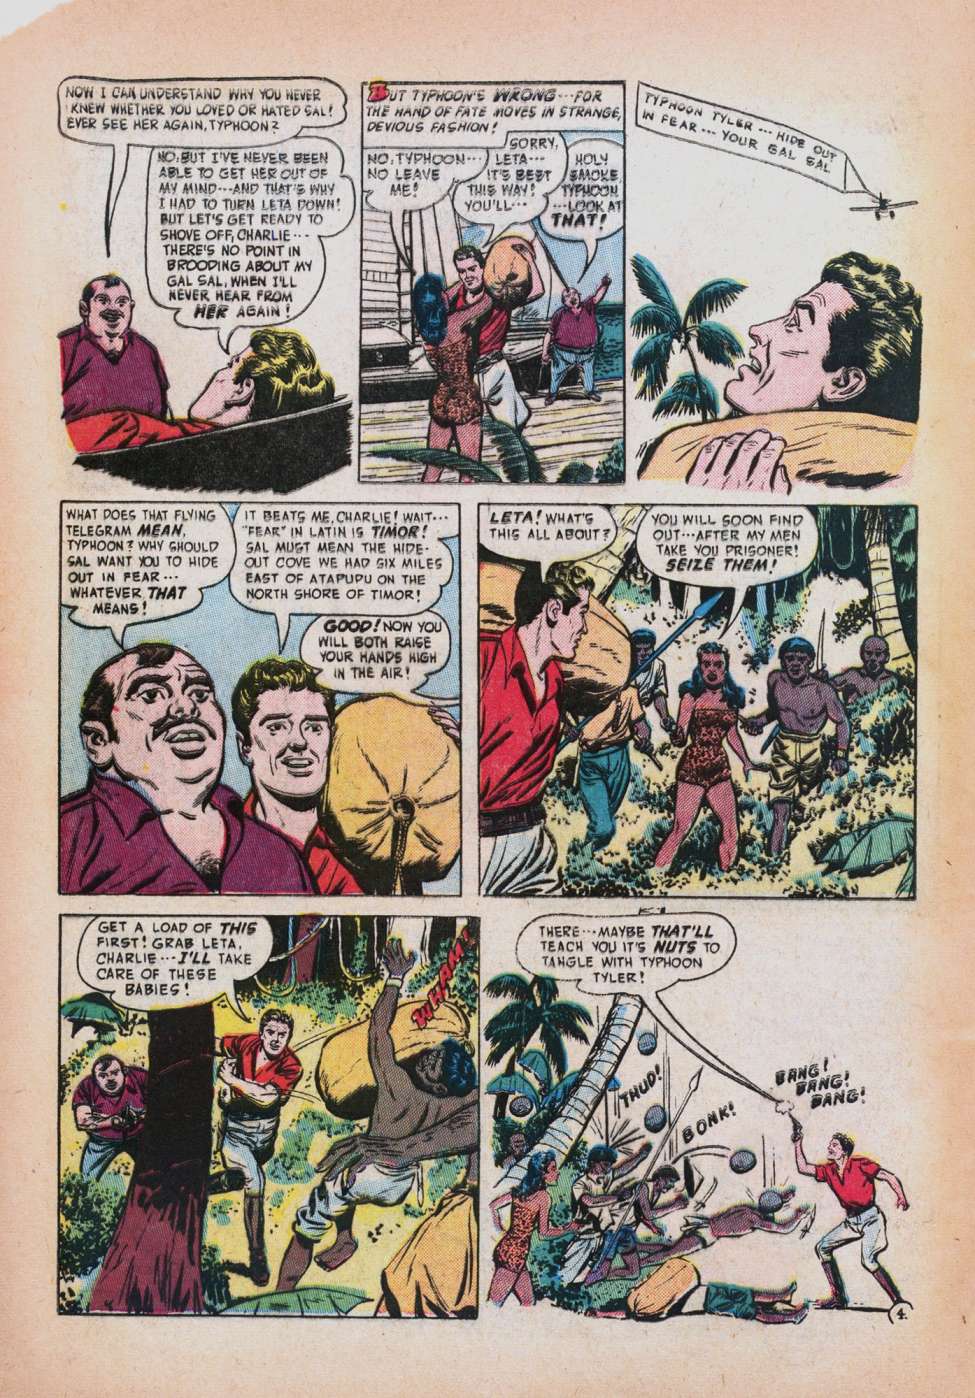 NOW I CAN UNDERSTAND WHY YOU NEVER
KNEW WHETHER YOU LOVED OR HATED SAL!
EVER SEE HER AGAIN, TYPHOON?
NO: BUT I'VE NEVER BEEN
ABLE TO GET HER OUT OF
MY MIND---AND THAT'S WHY
I HAD TO TURN LETA DOWN!
BUT LET'S GET READY TO
SHOVE OFF, CHARLIE---
THERE'S NO POINT IN
BROODING ABOUT MY
GAL SAL, WHEN I'LL
NEVER HEAR FROM
HER AGAIN!
BUT TYPHOON'S WRONG---FOR
THE HAND OF FATE MOVES IN STRANGE,
DEVIOUS FASHION!
NO, TYPHOON---
NO LEAVE
ME!
SORRY,
LETA---
IT'S BEST
THIS WAY!
YOU'LL---
HOLY
SMOKE,
TYPHOON
---LOOK AT
THAT!
TYPHOON TYLER --- HIDE OUT
IN FEAR --- YOUR GAL SAL
WHAT DOES THAT FLYING
TELEGRAM MEAN,
TYPHOON? WHY SHOULD
SAL WANT YOU TO HIDE
OUT IN FEAR---
WHATEVER THAT
MEANS!
IT BEATS ME, CHARLIE! WAIT---
"FEAR" IN LATIN IS TIMOR!
SAL MUST MEAN THE HIDE-
OUT COVE WE HAD SIX MILES
EAST OF ATAPUPU ON THE
NORTH SHORE OF TIMOR!
GOOD! NOW YOU
WILL BOTH RAISE
YOUR HANDS HIGH
IN THE AIR!
LETA! WHAT'S
THIS ALL ABOUT?
YOU WILL SOON FIND
OUT---AFTER MY MEN
TAKE YOU PRISONER!
SEIZE THEM!
GET A LOAD OF THIS
FIRST! GRAB LETA,
CHARLIE---I'LL TAKE
CARE OF THESE
BABIES!
WHAM!
THERE---MAYBE THAT'LL
TEACH YOU IT'S NUTS TO
TANGLE WITH TYPHOON
TYLER!
THUD!
BONK!
BANG!
BANG!
BANG!
4.